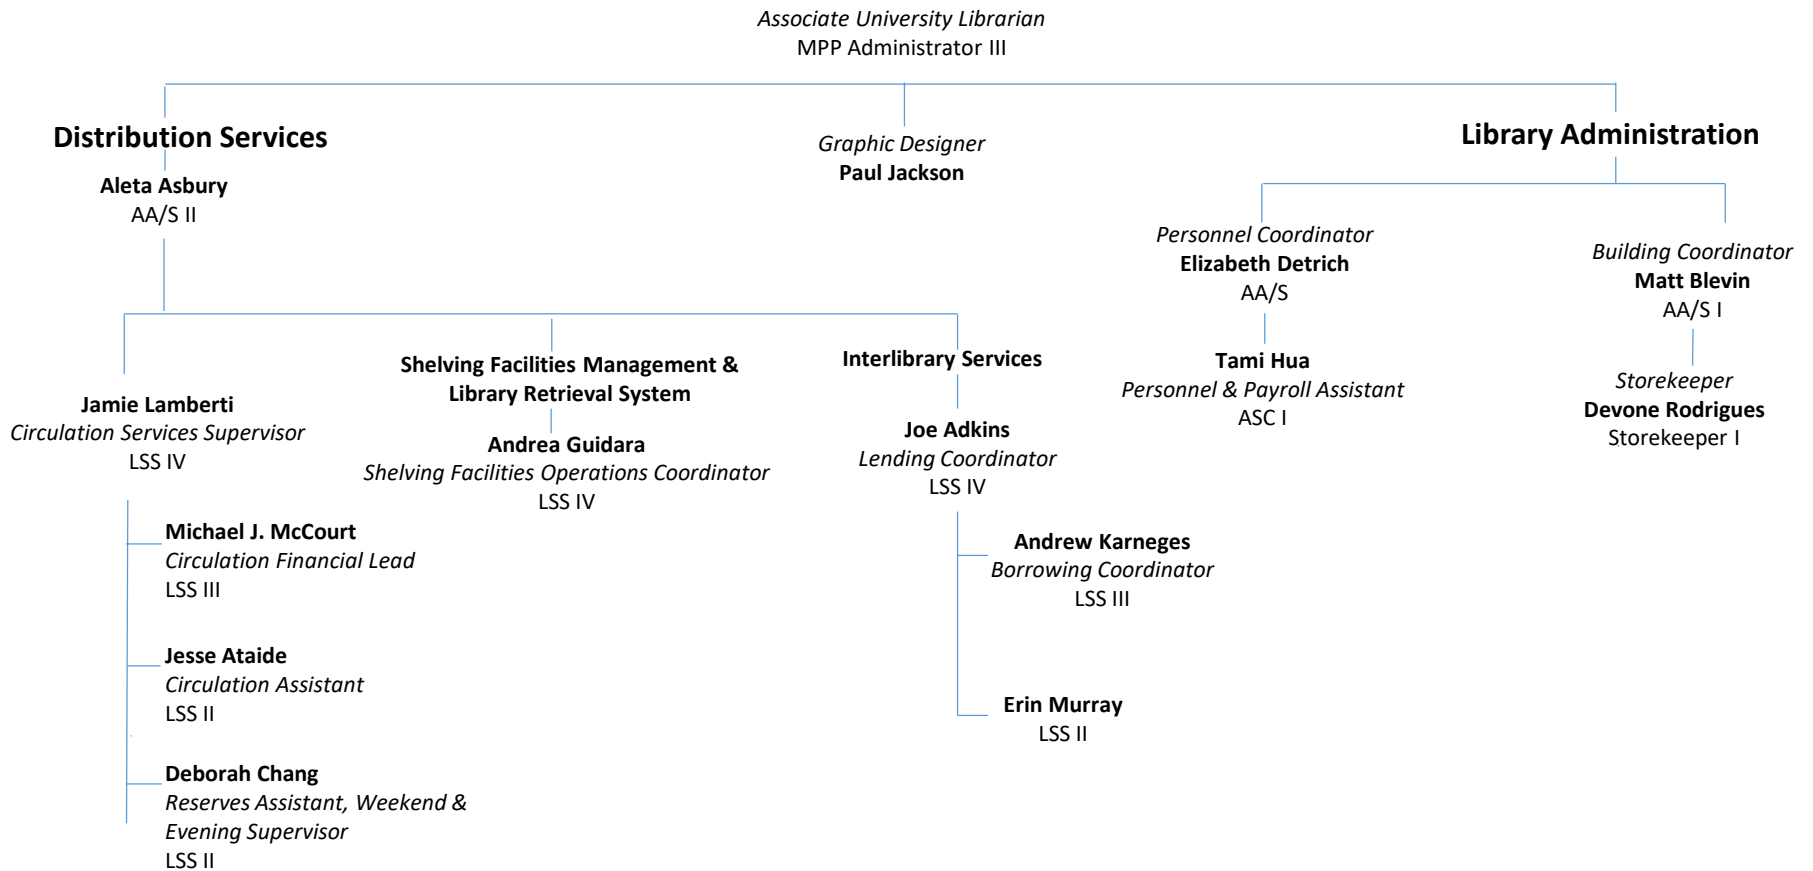 Associate University Librarian
MPP Administrator III
Distribution Services
Aleta Asbury
AA/S II
Graphic Designer
Paul Jackson
Library Administration
Personnel Coordinator
Elizabeth Detrich
AA/S
Tami Hua
Personnel & Payroll Assistant
ASC I
Building Coordinator
Matt Blevin
AA/S I
Storekeeper
Devone Rodrigues
Storekeeper I
Jamie Lamberti
Circulation Services Supervisor
LSS IV
Michael J. McCourt
Circulation Financial Lead
LSS III
Jesse Ataide
Circulation Assistant
LSS II
Deborah Chang
Reserves Assistant, Weekend &
Evening Supervisor
LSS II
Shelving Facilities Management &
Library Retrieval System
Andrea Guidara
Shelving Facilities Operations Coordinator
LSS IV
Interlibrary Services
Joe Adkins
Lending Coordinator
LSS IV
Andrew Karneges
Borrowing Coordinator
LSS III
Erin Murray
LSS II